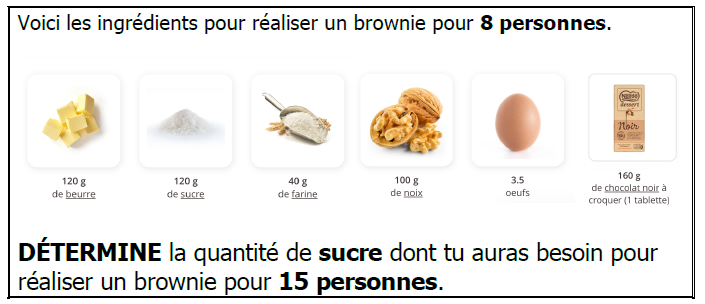 Voici les ingrédients pour réaliser un brownie pour 8 personnes.
120 g
de beurre
120 g
de sucre
40 g
de farine
100 g
de noix
3.5
oeufs
Nestlé
dessert
Noir
160 g
de chocolat noir à
croquer (1 tablette)
DÉTERMINE la quantité de sucre dont tu auras besoin pour
réaliser un brownie pour 15 personnes.